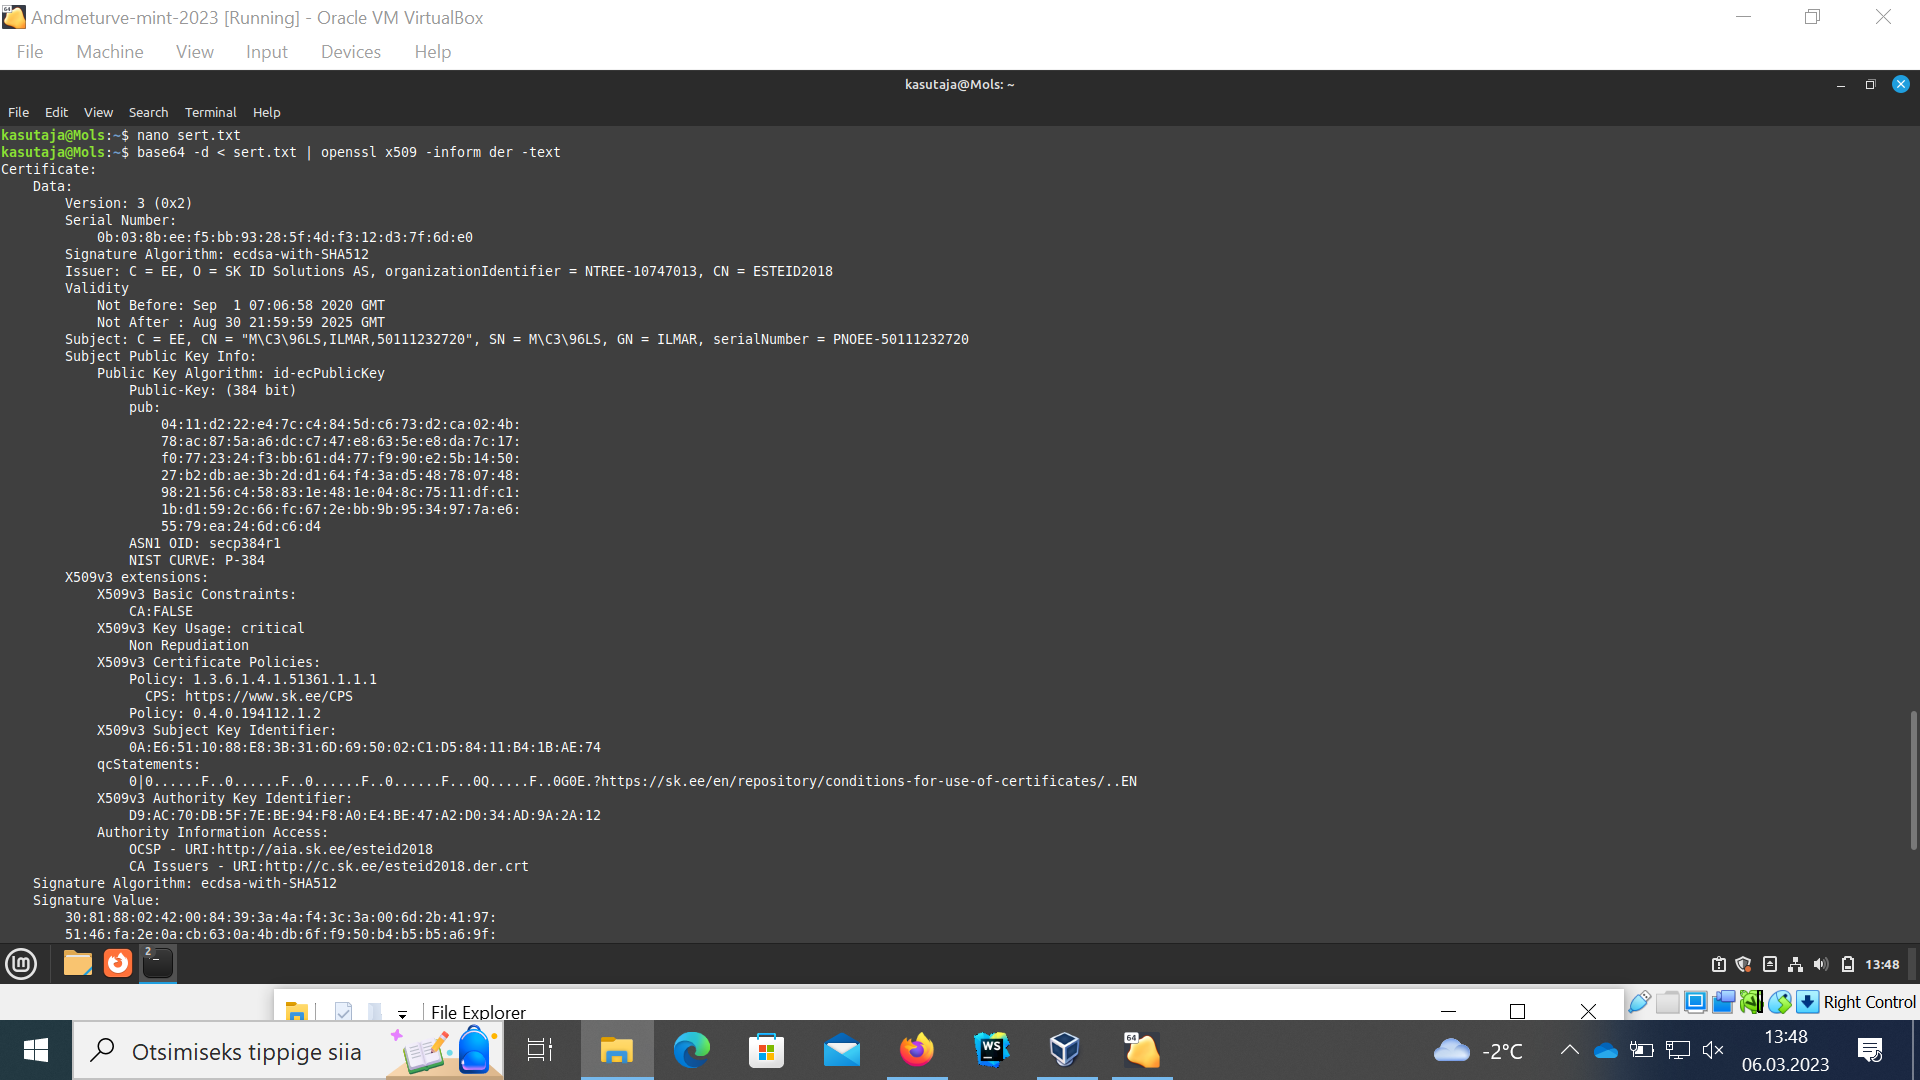 Andmeturve-mint-2023 [Running] - Oracle VM VirtualBox
File Machine View Input Devices Help
kasutaja@Mols: ~
File Edit View Search Terminal Help
kasutaja@Mols:~$ nano sert.txt
kasutaja@Mols:~$ base64 -d < sert.txt | openssl x509 -inform der -text
Certificate:
    Data:
        Version: 3 (0x2)
        Serial Number:
            0b:03:8b:ee:f5:bb:93:28:5f:4d:f3:12:d3:7f:6d:e0
        Signature Algorithm: ecdsa-with-SHA512
        Issuer: C = EE, O = SK ID Solutions AS, organizationIdentifier = NTREE-10747013, CN = ESTEID2018
        Validity
            Not Before: Sep  1 07:06:58 2020 GMT
            Not After : Aug 30 21:59:59 2025 GMT
        Subject: C = EE, CN = "M\C3\96LS,ILMAR,50111232720", SN = M\C3\96LS, GN = ILMAR, serialNumber = PNOEE-50111232720
        Subject Public Key Info:
            Public Key Algorithm: id-ecPublicKey
                Public-Key: (384 bit)
                pub:
                    04:11:d2:22:e4:7c:c4:84:5d:c6:73:d2:ca:02:4b:
                    78:ac:87:5a:a6:dc:c7:47:e8:63:5e:e8:da:7c:17:
                    f0:77:23:24:f3:bb:61:d4:77:f9:90:e2:5b:14:50:
                    27:b2:db:ae:3b:2d:d1:64:f4:3a:d5:48:78:07:48:
                    98:21:56:c4:58:83:1e:48:1e:04:8c:75:11:df:c1:
                    1b:d1:59:2c:66:fc:67:2e:bb:9b:95:34:97:7a:e6:
                    55:79:ea:24:6d:c6:d4
                ASN1 OID: secp384r1
                NIST CURVE: P-384
        X509v3 extensions:
            X509v3 Basic Constraints:
                CA:FALSE
            X509v3 Key Usage: critical
                Non Repudiation
            X509v3 Certificate Policies:
                Policy: 1.3.6.1.4.1.51361.1.1.1
                  CPS: https://www.sk.ee/CPS
                Policy: 0.4.0.194112.1.2
            X509v3 Subject Key Identifier:
                0A:E6:51:10:88:E8:3B:31:6D:69:50:02:C1:D5:84:11:B4:1B:AE:74
            qcStatements:
                0|0......F..0......F..0......F..0......F...0Q.....F..0G0E.?https://sk.ee/en/repository/conditions-for-use-of-certificates/..EN
            X509v3 Authority Key Identifier:
                D9:AC:70:DB:5F:7E:BE:94:F8:A0:E4:BE:47:A2:D0:34:AD:9A:2A:12
            Authority Information Access:
                OCSP - URI:http://aia.sk.ee/esteid2018
                CA Issuers - URI:http://c.sk.ee/esteid2018.der.crt
    Signature Algorithm: ecdsa-with-SHA512
    Signature Value:
        30:81:88:02:42:00:84:39:3a:4a:f4:3c:3a:00:6d:2b:41:97:
        51:46:fa:2e:0a:cb:63:0a:4b:db:6f:f9:50:b4:b5:b5:a6:9f:
2
13:48
File Explorer
Right Control
Otsimiseks tippige siia
WS
64
-2°C
13:48
06.03.2023